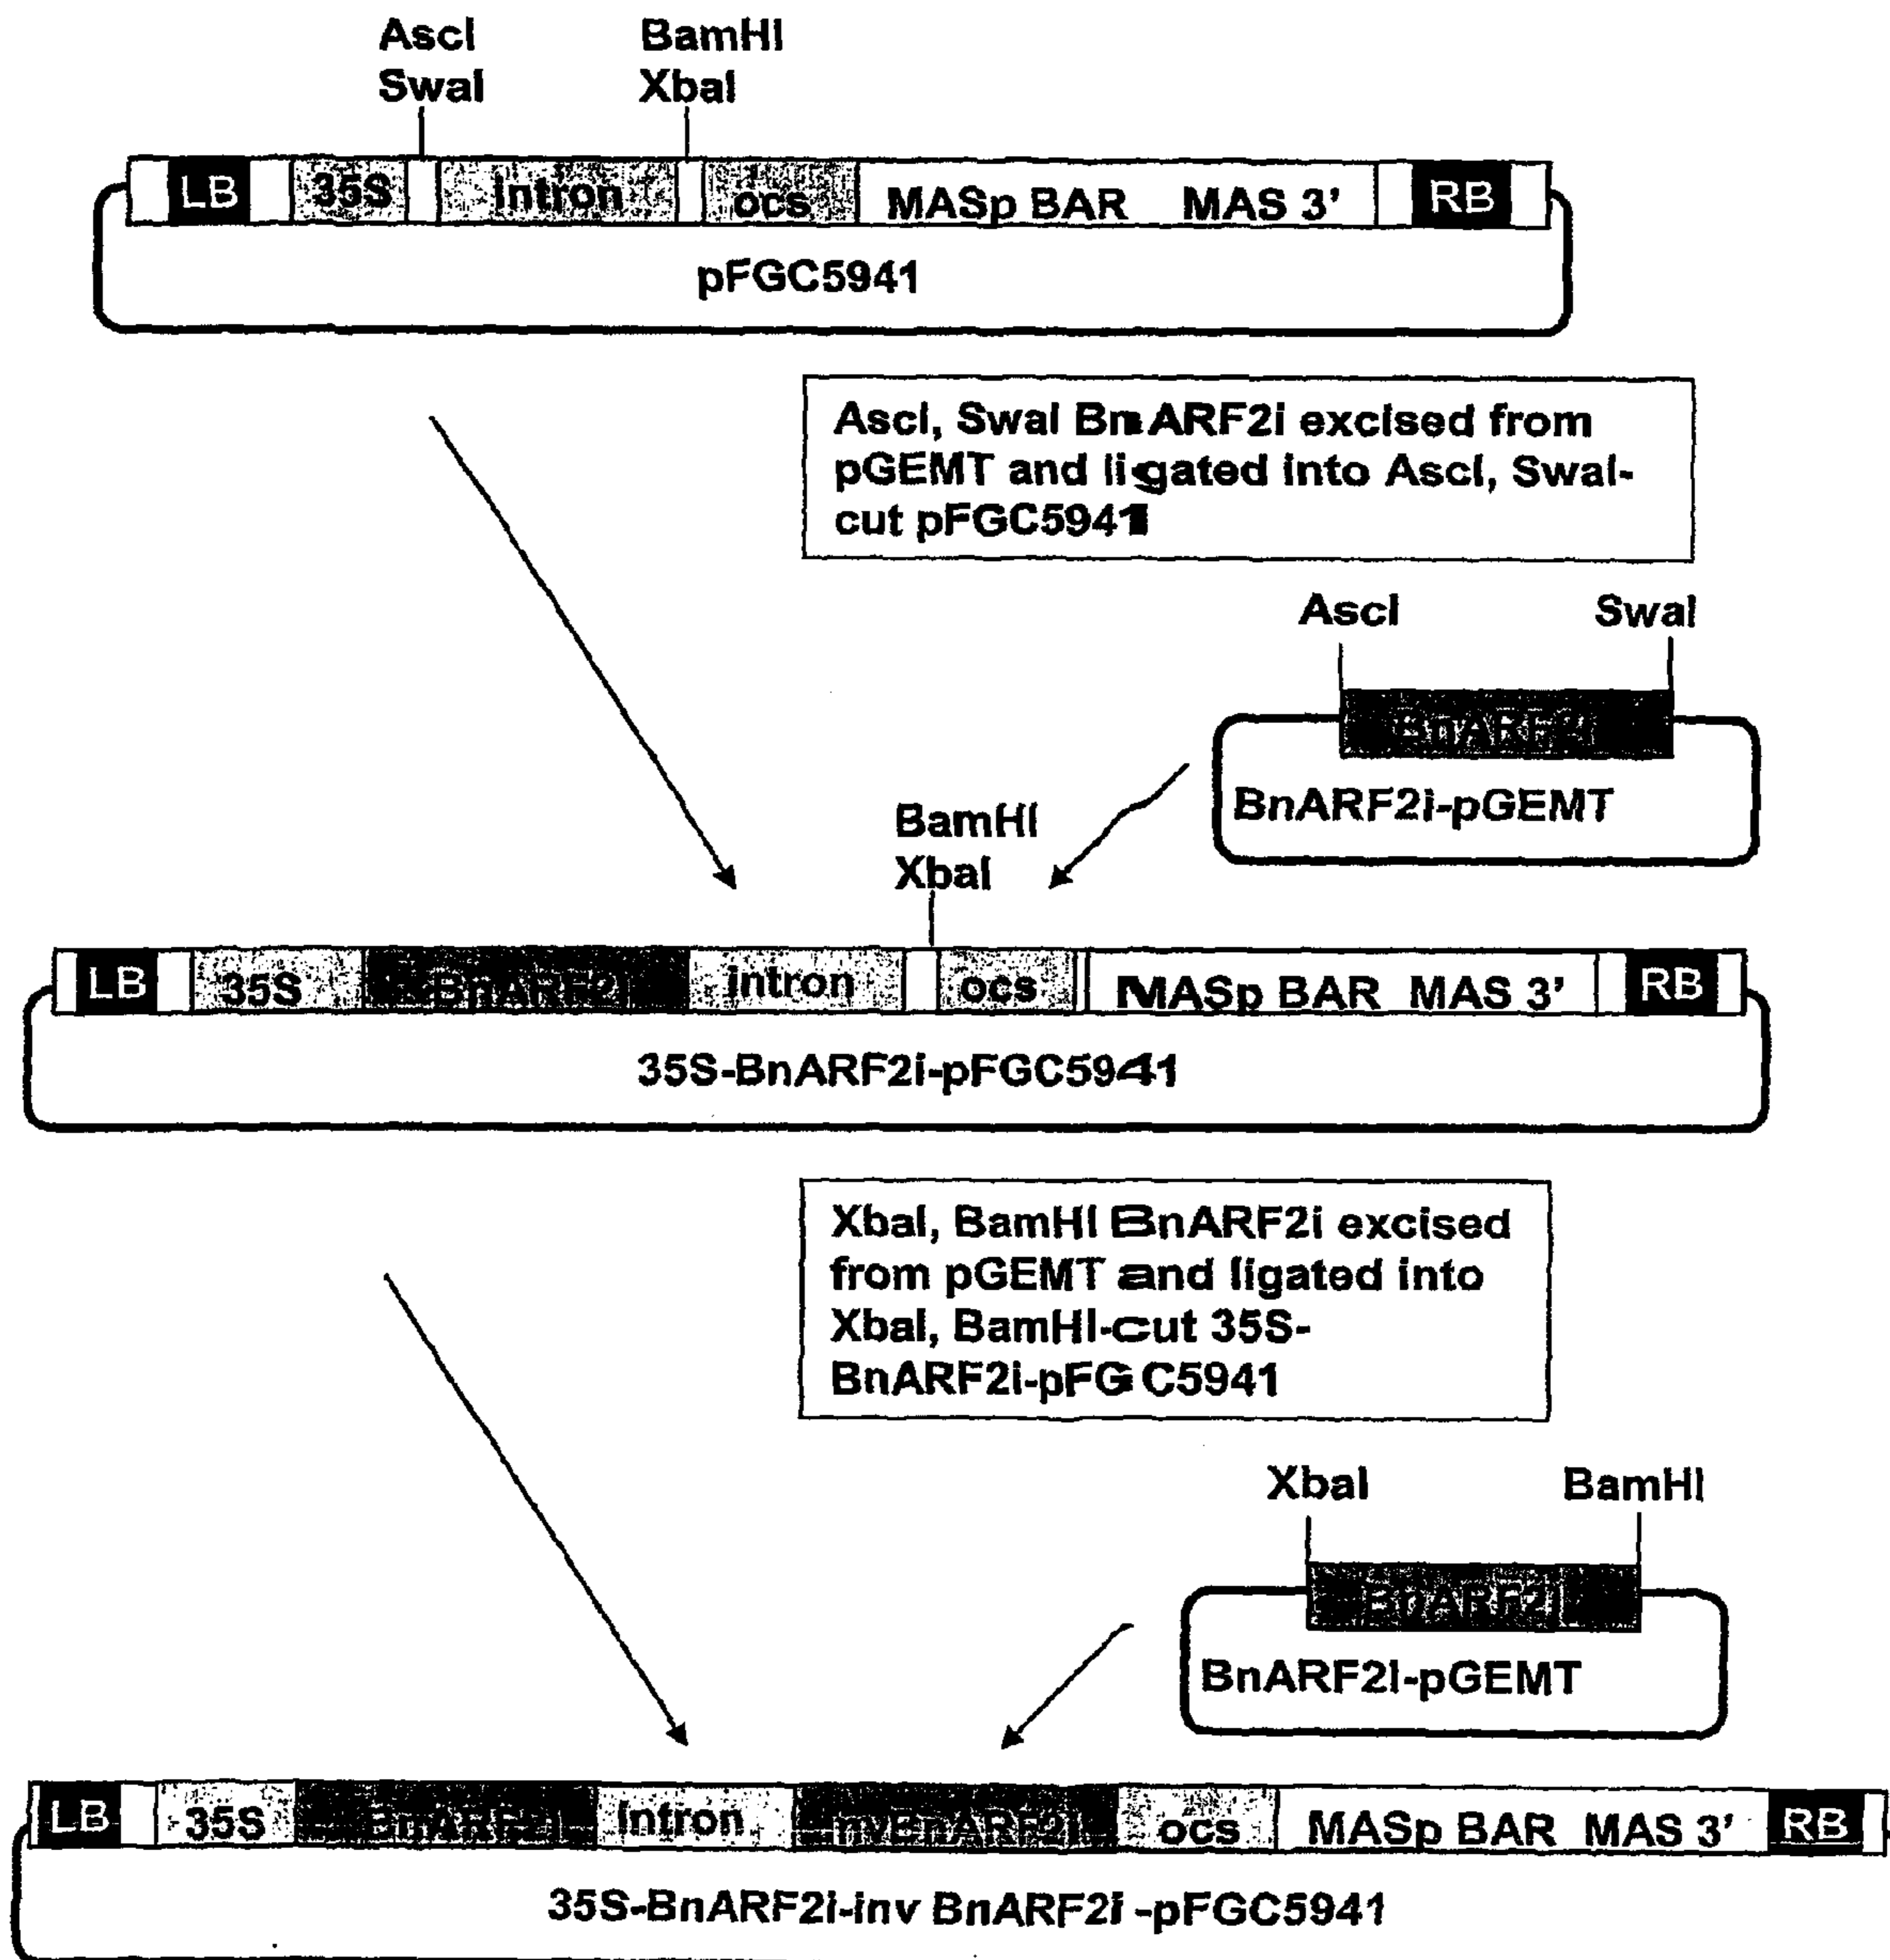 AscI BamHI
SwaI XbaI
LB 35S Intron ocs MASp BAR MAS 3' RB
pFGC5941
AscI, SwaI BnARF2i excised from
pGEMT and ligated into AscI, SwaI-
cut pFGC5941
AscI SwaI
BnARF2i
BnARF2i-pGEMT
BamHI
XbaI
LB 35S BnARF2i intron ocs MASp BAR MAS 3' RB
35S-BnARF2i-pFGC5941
XbaI, BamHI BnARF2i excised
from pGEMT and ligated into
XbaI, BamHI-cut 35S-
BnARF2i-pFGC5941
XbaI BamHI
BnARF2i
BnARF2i-pGEMT
LB 35S BnARF2i Intron invBnARF2i ocs MASp BAR MAS 3' RB
35S-BnARF2i-inv BnARF2i -pFGC5941